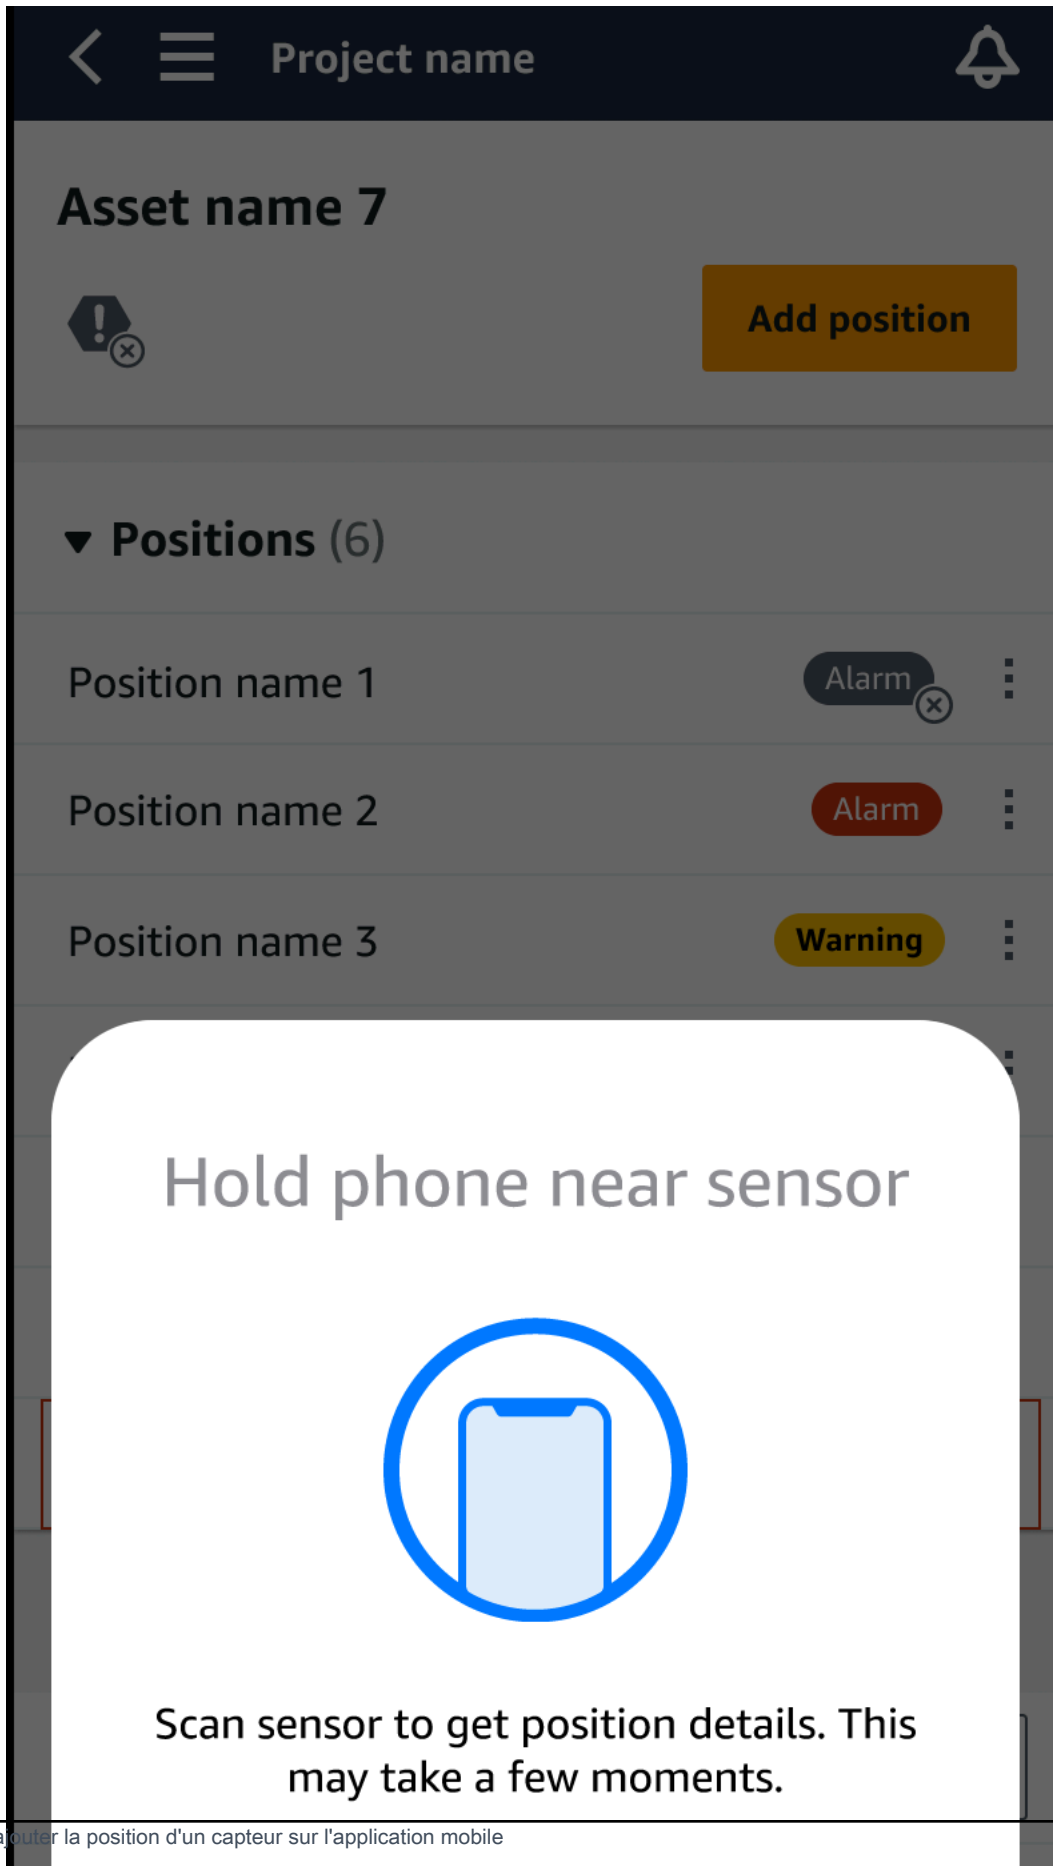 Project name
Asset name 7
Add position
Positions (6)
Position name 1
Alarm
Position name 2
Alarm
Position name 3
Warning
Hold phone near sensor
Scan sensor to get position details. This
may take a few moments.
ajouter la position d'un capteur sur l'application mobile